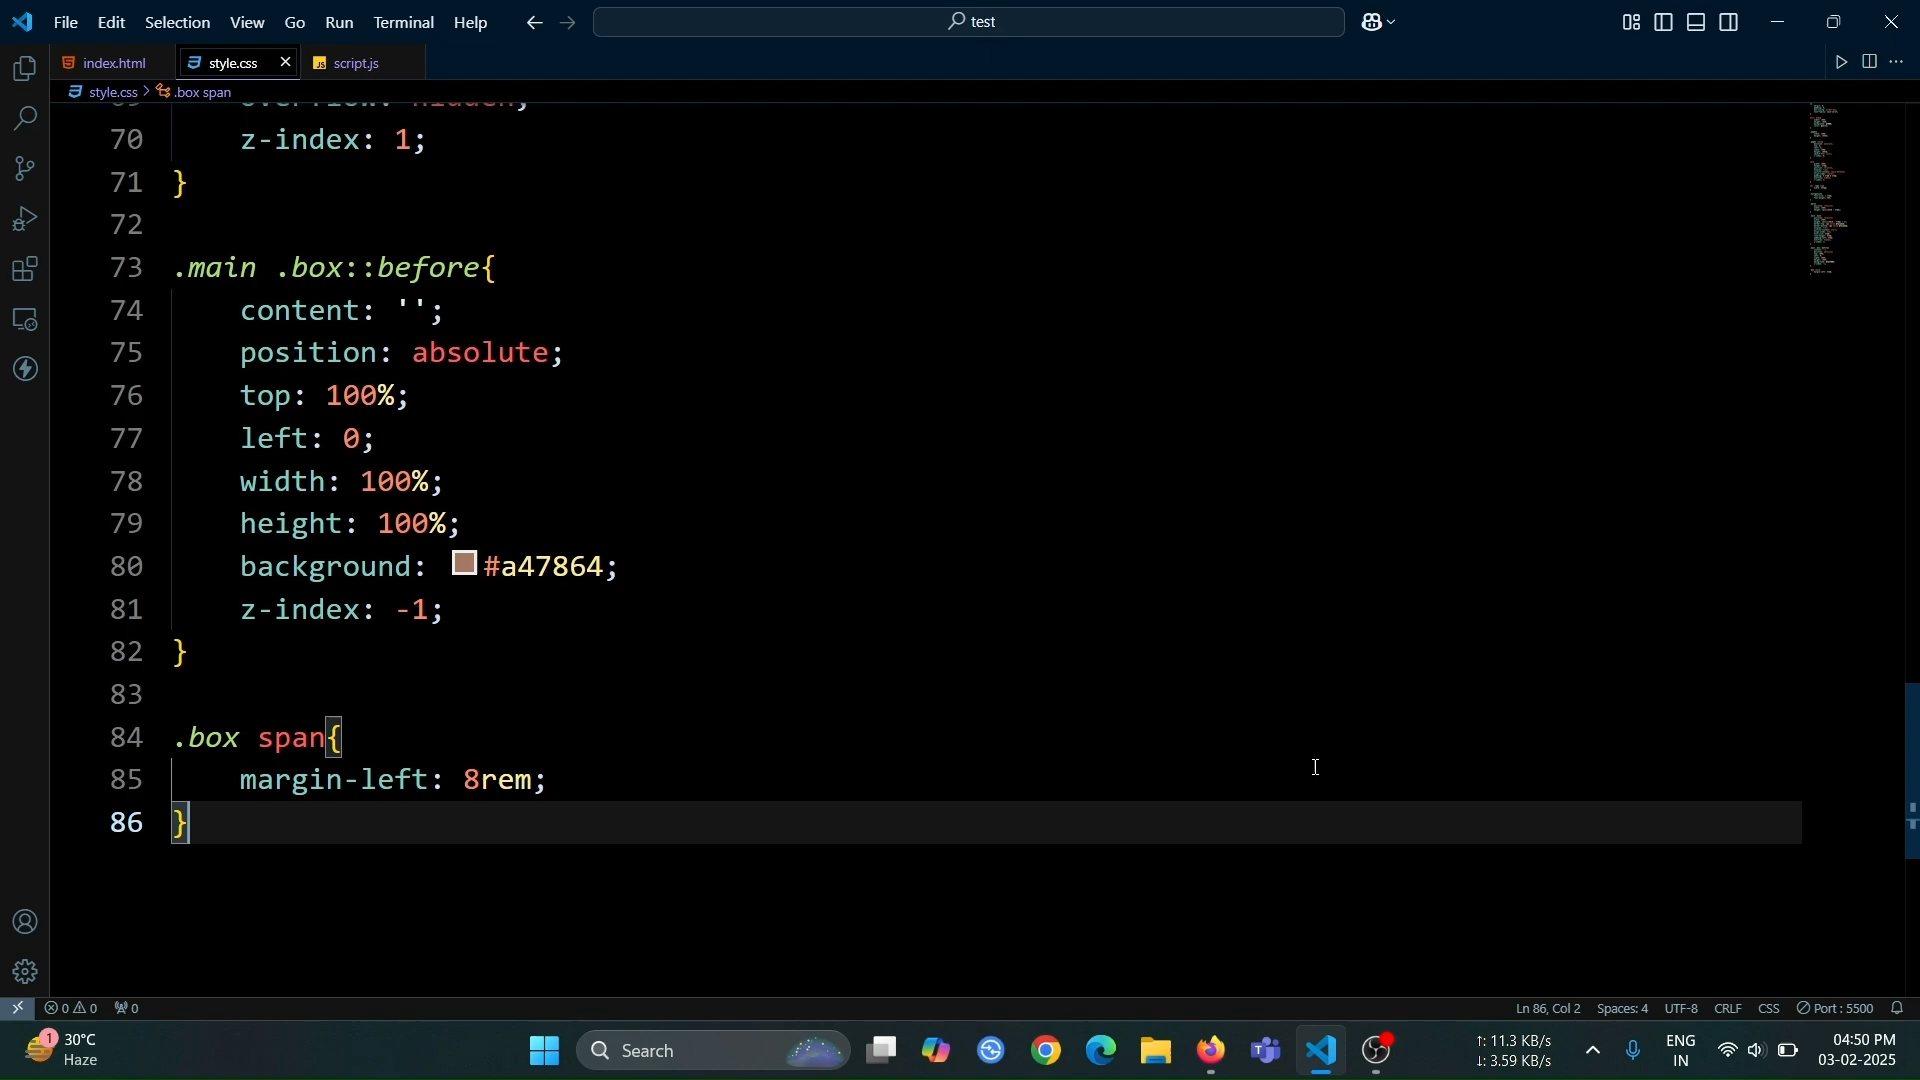 File Edit Selection View Go Run Terminal Help
test
index.html
style.css
script.js
style.css > .box span
70 z-index: 1;
71 }
72
73 .main .box::before{
74 content: '';
75 position: absolute;
76 top: 100%;
77 left: 0;
78 width: 100%;
79 height: 100%;
80 background: #a47864;
81 z-index: -1;
82 }
83
84 .box span{
85 margin-left: 8rem;
86 }
0 0 0
Ln 86, Col 2 Spaces: 4 UTF-8 CRLF CSS Port : 5500
1
30°C
Haze
Search
↑: 11.3 KB/s
↓: 3.59 KB/s
ENG
IN
04:50 PM
03-02-2025